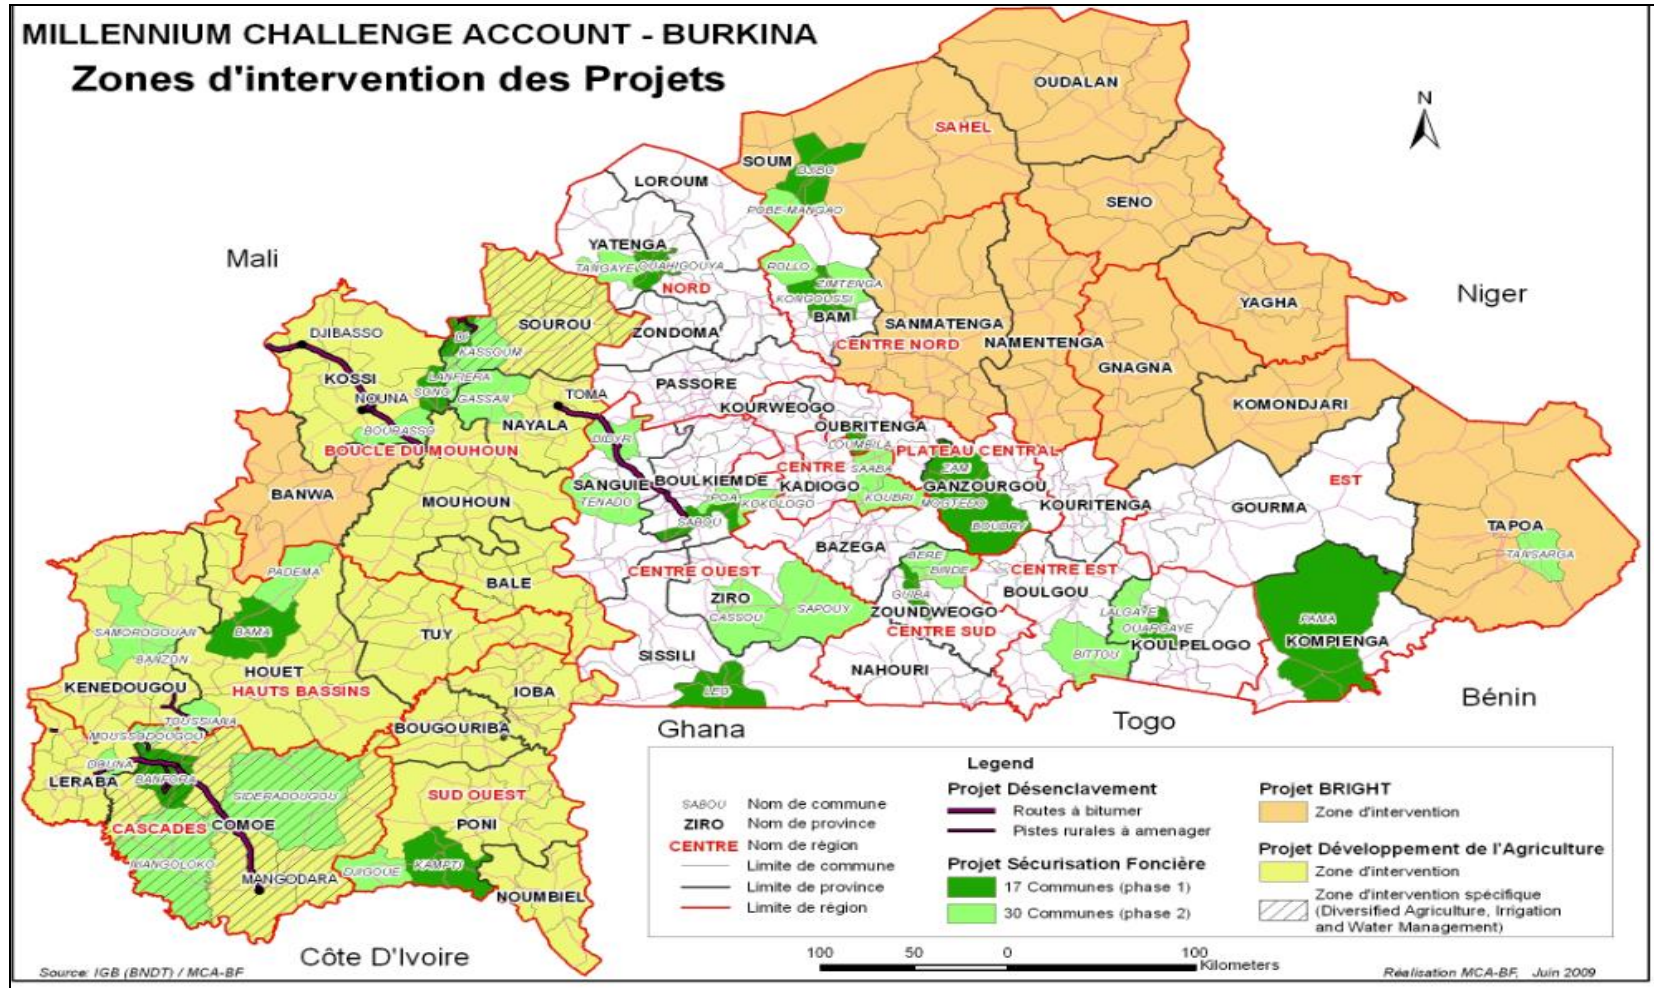 MILLENNIUM CHALLENGE ACCOUNT - BURKINA
Zones d'intervention des Projets
N
Mali
Niger
Bénin
Togo
Ghana
Côte D'Ivoire
OUDALAN
SAHEL
SOUM
DJIBO
POBE-MANGAO
SENO
LOROUM
YATENGA
TANGAYE
OUAHIGOUYA
NORD
ROLLO
ZIMTENGA
KONGOUSSI
BAM
ZONDOMA
SANMATENGA
CENTRE NORD
NAMENTENGA
YAGHA
GNAGNA
KOMONDJARI
SOUROU
DJIBASSO
DI
KASSOUM
KOSSI
LANFIERA
SONO
GASSAN
NOUNA
TOMA
BOURASSO
NAYALA
BOUCLE DU MOUHOUN
PASSORE
KOURWEOGO
OUBRITENGA
LOUMBILA
DIDYR
PLATEAU CENTRAL
CENTRE
SAABA
ZAM
BANWA
MOUHOUN
SANGUIE
BOULKIEMDE
KADIOGO
GANZOURGOU
TENADO
POA
KOKOLOGO
KOUBRI
MOGTEDO
KOURITENGA
SABOU
BOUDRY
EST
GOURMA
TAPOA
TANSARGA
BAZEGA
BERE
BINDE
CENTRE OUEST
CENTRE EST
PADEMA
BALE
ZIRO
CASSOU
SAPOUY
GUIBA
ZOUNDWEOGO
CENTRE SUD
BOULGOU
LALGAYE
OUARGAYE
KOULPELOGO
BITTOU
PAMA
KOMPIENGA
SAMOROGOUAN
BAMA
TUY
BANZON
HOUET
SISSILI
NAHOURI
LEO
KENEDOUGOU
HAUTS BASSINS
IOBA
TOUSSIANA
MOUSSODOUGOU
BOUGOURIBA
DOUNA
LERABA
BANFORA
SIDERADOUGOU
SUD OUEST
CASCADES
COMOE
PONI
MANGODARA
DJIGOUE
KAMPTI
NOUMBIEL
Legend
SABOU Nom de commune
ZIRO Nom de province
CENTRE Nom de région
Limite de commune
Limite de province
Limite de région
Projet Désenclavement
Routes à bitumer
Pistes rurales à amenager
Projet Sécurisation Foncière
17 Communes (phase 1)
30 Communes (phase 2)
Projet BRIGHT
Zone d'intervention
Projet Développement de l'Agriculture
Zone d'intervention
Zone d'intervention spécifique
(Diversified Agriculture, Irrigation
and Water Management)
100 50 0 100
Kilometers
Source: IGB (BNDT) / MCA-BF
Réalisation MCA-BF, Juin 2009